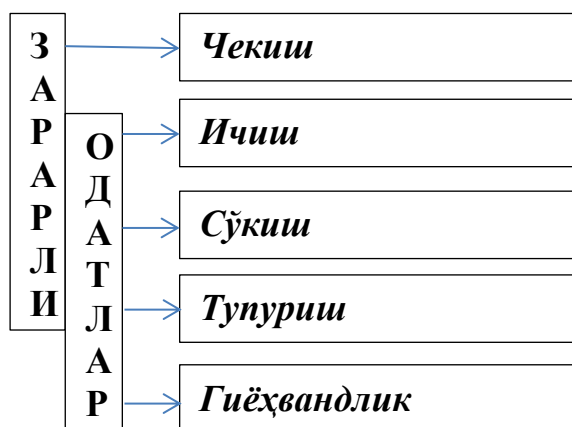 ЗАРАРЛИ
ОДАТЛАР
Чекиш
Ичиш
Сўкиш
Тупуриш
Гиёҳвандлик